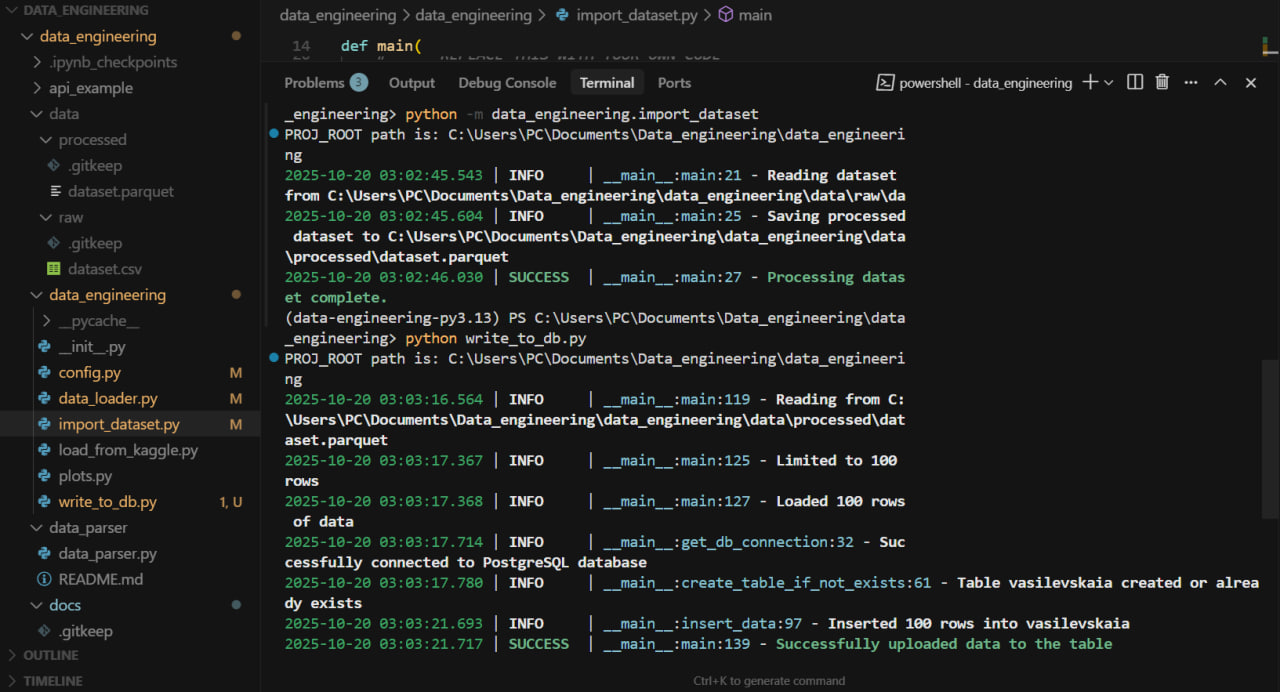 DATA_ENGINEERING
data_engineering
.ipynb_checkpoints
api_example
data
processed
.gitkeep
dataset.parquet
raw
.gitkeep
dataset.csv
data_engineering
__pycache__
__init__.py
config.py M
data_loader.py M
import_dataset.py M
load_from_kaggle.py
plots.py
write_to_db.py 1, U
data_parser
data_parser.py
README.md
docs
.gitkeep
OUTLINE
TIMELINE
data_engineering > data_engineering > import_dataset.py > main
14 def main(
# REPLACE THIS WITH YOUR OWN CODE
Problems 3 Output Debug Console Terminal Ports powershell - data_engineering
_engineering> python -m data_engineering.import_dataset
PROJ_ROOT path is: C:\Users\PC\Documents\Data_engineering\data_engineeri
ng
2025-10-20 03:02:45.543 | INFO | __main__:main:21 - Reading dataset
from C:\Users\PC\Documents\Data_engineering\data_engineering\data\raw\da
2025-10-20 03:02:45.604 | INFO | __main__:main:25 - Saving processed
dataset to C:\Users\PC\Documents\Data_engineering\data_engineering\data
\processed\dataset.parquet
2025-10-20 03:02:46.030 | SUCCESS | __main__:main:27 - Processing datas
et complete.
(data-engineering-py3.13) PS C:\Users\PC\Documents\Data_engineering\data
_engineering> python write_to_db.py
PROJ_ROOT path is: C:\Users\PC\Documents\Data_engineering\data_engineeri
ng
2025-10-20 03:03:16.564 | INFO | __main__:main:119 - Reading from C:
\Users\PC\Documents\Data_engineering\data_engineering\data\processed\dat
aset.parquet
2025-10-20 03:03:17.367 | INFO | __main__:main:125 - Limited to 100
rows
2025-10-20 03:03:17.368 | INFO | __main__:main:127 - Loaded 100 rows
of data
2025-10-20 03:03:17.714 | INFO | __main__:get_db_connection:32 - Suc
cessfully connected to PostgreSQL database
2025-10-20 03:03:17.780 | INFO | __main__:create_table_if_not_exists:61 - Table vasilevskaia created or alrea
dy exists
2025-10-20 03:03:21.693 | INFO | __main__:insert_data:97 - Inserted 100 rows into vasilevskaia
2025-10-20 03:03:21.717 | SUCCESS | __main__:main:139 - Successfully uploaded data to the table
Ctrl+K to generate command